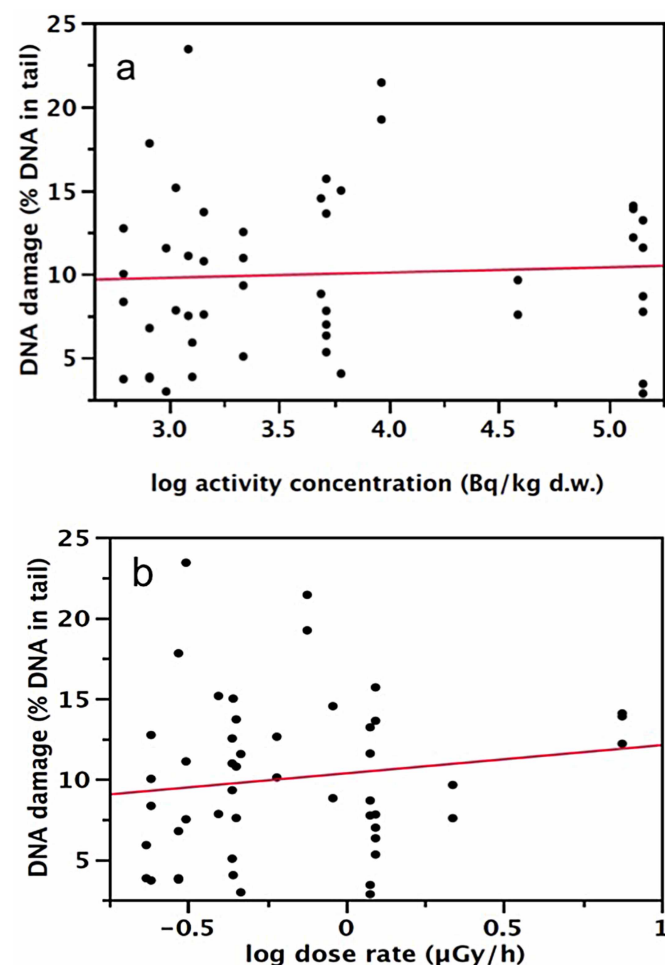 a
DNA damage (% DNA in tail)
25
20
15
10
5
3.0 3.5 4.0 4.5 5.0
log activity concentration (Bq/kg d.w.)
b
DNA damage (% DNA in tail)
25
20
15
10
5
−0.5 0 0.5 1
log dose rate (µGy/h)